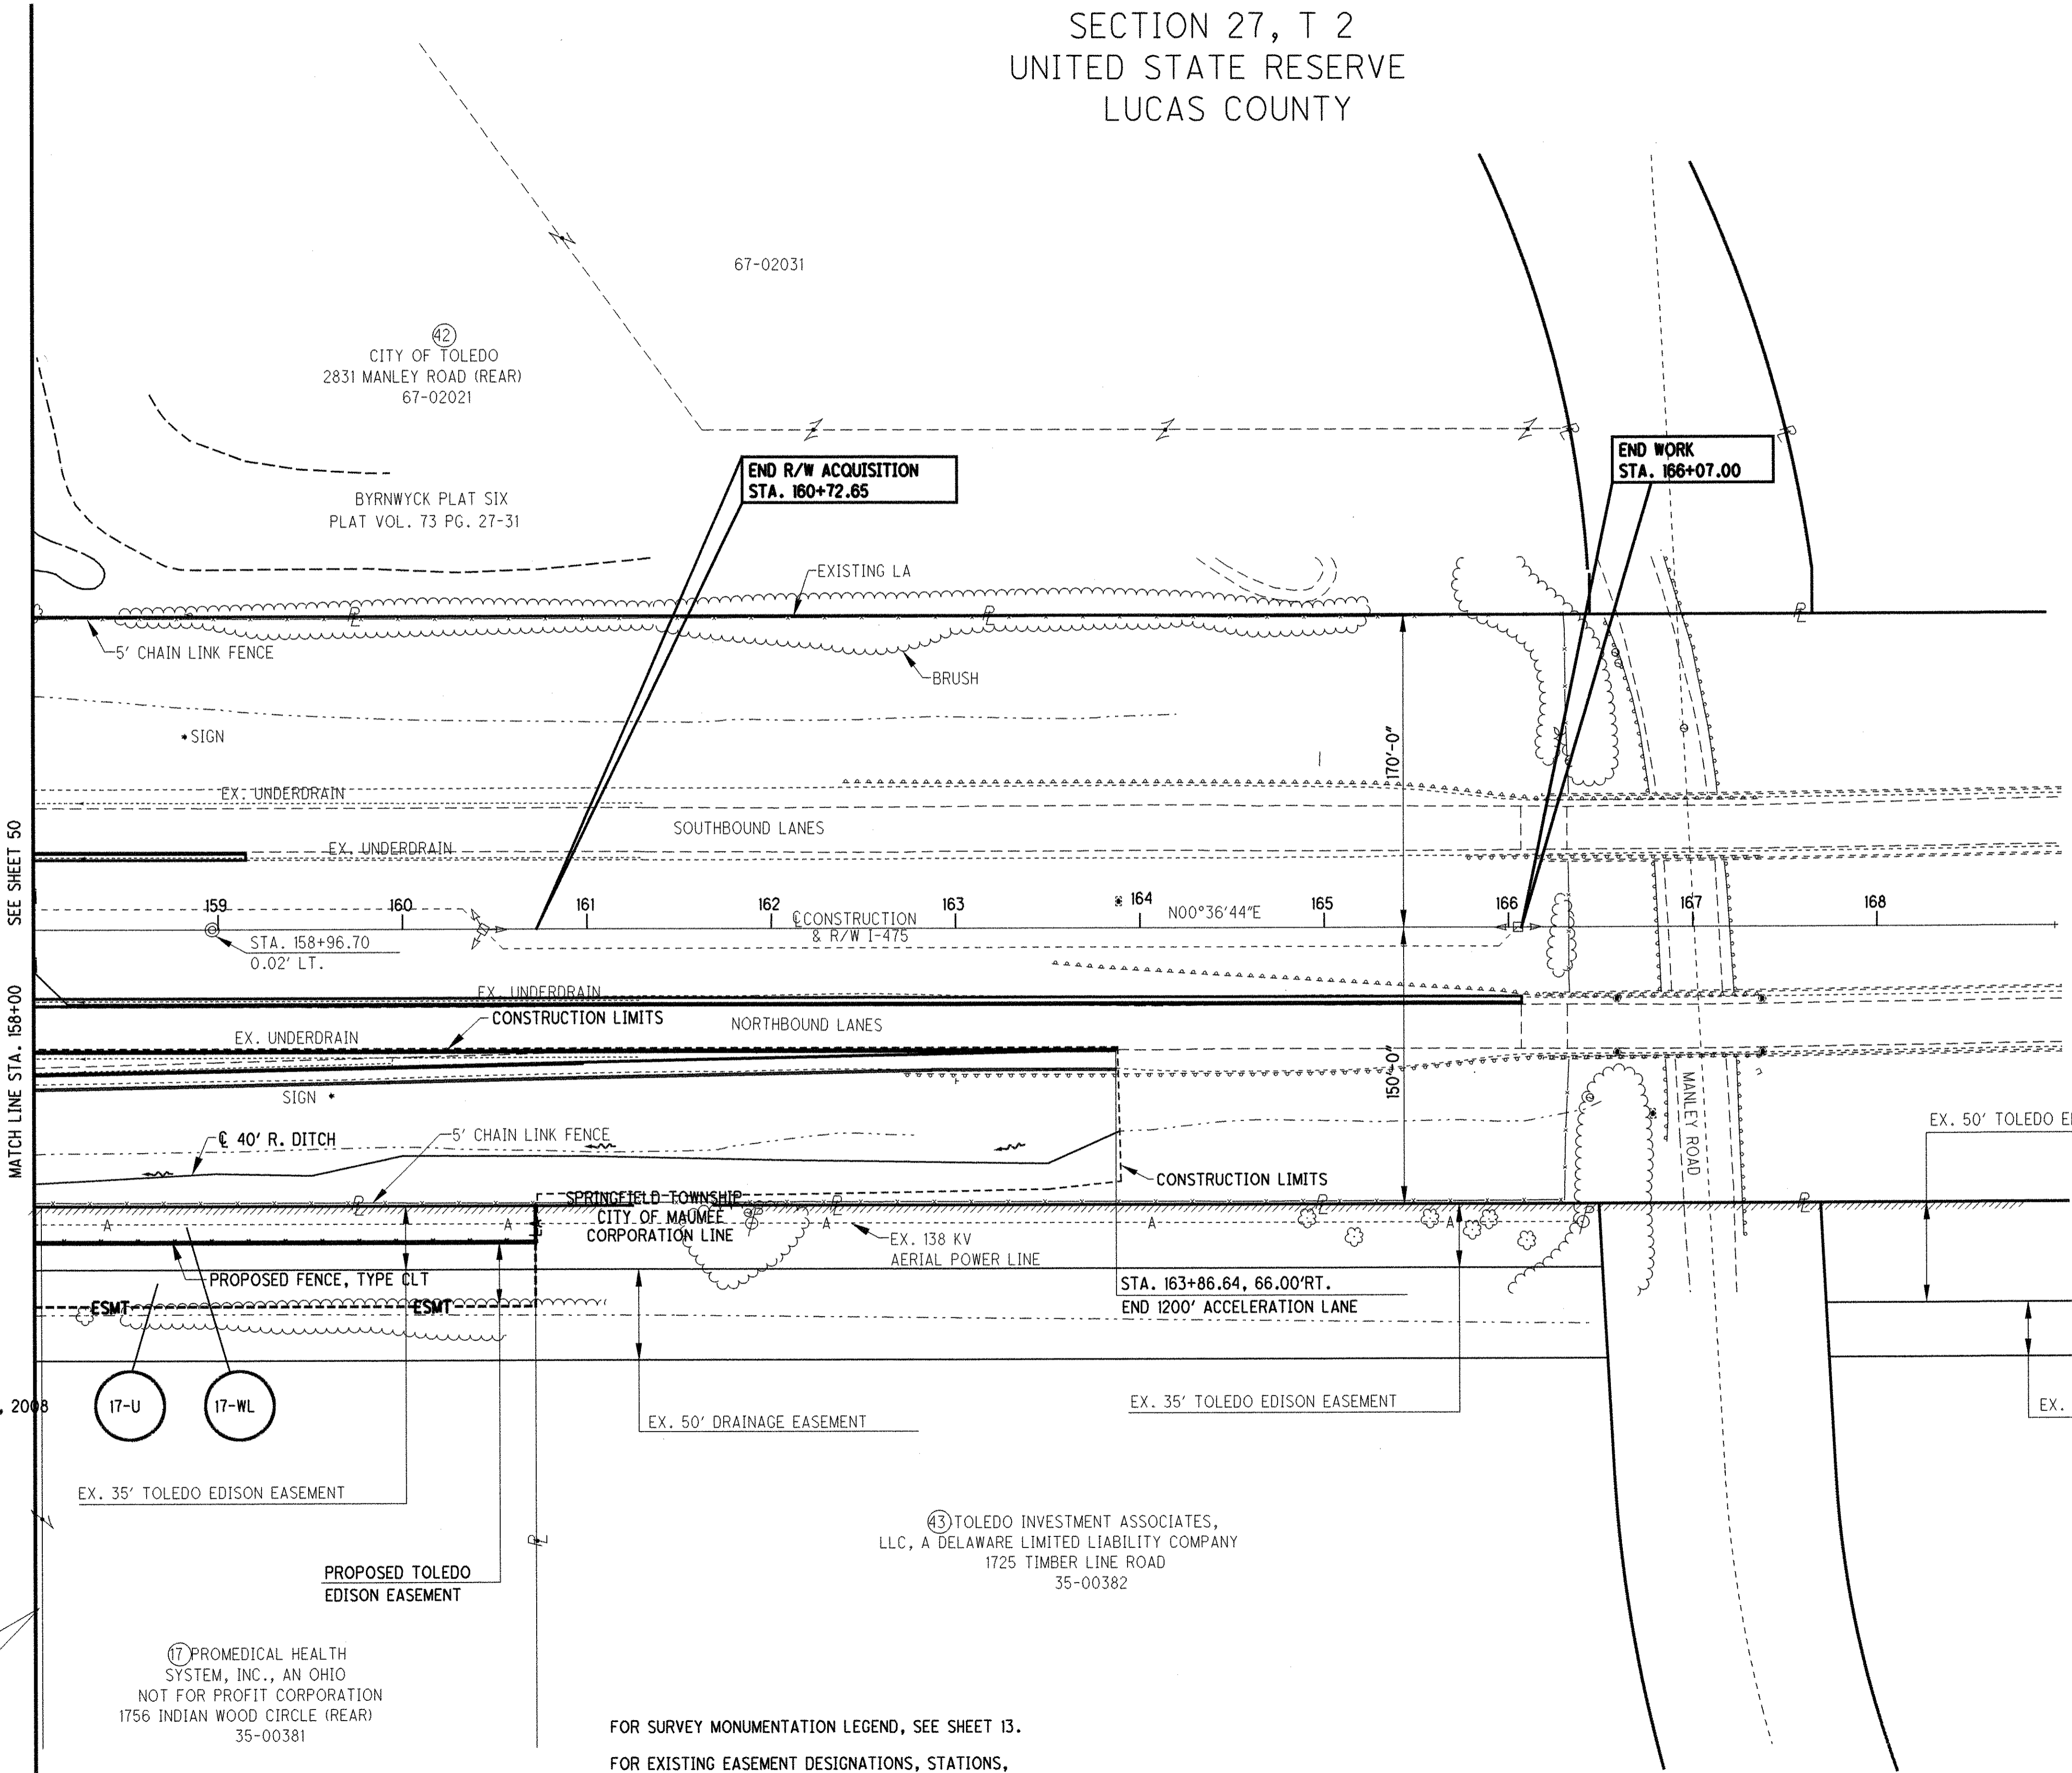 SECTION 27, T 2
UNITED STATE RESERVE
LUCAS COUNTY
67-02031
42
CITY OF TOLEDO
2831 MANLEY ROAD (REAR)
67-02021
END R/W ACQUISITION
STA. 160+72.65
END WORK
STA. 166+07.00
BYRNWYCK PLAT SIX
PLAT VOL. 73 PG. 27-31
EXISTING LA
5' CHAIN LINK FENCE
BRUSH
SIGN
170'-0"
EX. UNDERDRAIN
SOUTHBOUND LANES
EX. UNDERDRAIN
MATCH LINE STA. 158+00 SEE SHEET 50
159
160
161
162
163
164
165
166
167
168
℄ CONSTRUCTION
& R/W I-475
N00°36'44"E
STA. 158+96.70
0.02' LT.
EX. UNDERDRAIN
CONSTRUCTION LIMITS
NORTHBOUND LANES
EX. UNDERDRAIN
150'-0"
SIGN
MANLEY ROAD
EX. 50' TOLEDO E
℄ 40' R. DITCH
5' CHAIN LINK FENCE
CONSTRUCTION LIMITS
SPRINGFIELD TOWNSHIP
CITY OF MAUMEE
CORPORATION LINE
LA
A
A
A
A
A
A
EX. 138 KV
AERIAL POWER LINE
PROPOSED FENCE, TYPE CLT
STA. 163+86.64, 66.00'RT.
END 1200' ACCELERATION LANE
ESMT
ESMT
17-U
17-WL
, 2008
EX. 50' DRAINAGE EASEMENT
EX. 35' TOLEDO EDISON EASEMENT
EX.
EX. 35' TOLEDO EDISON EASEMENT
43 TOLEDO INVESTMENT ASSOCIATES,
LLC, A DELAWARE LIMITED LIABILITY COMPANY
1725 TIMBER LINE ROAD
35-00382
PROPOSED TOLEDO
EDISON EASEMENT
17 PROMEDICAL HEALTH
SYSTEM, INC., AN OHIO
NOT FOR PROFIT CORPORATION
1756 INDIAN WOOD CIRCLE (REAR)
35-00381
FOR SURVEY MONUMENTATION LEGEND, SEE SHEET 13.
FOR EXISTING EASEMENT DESIGNATIONS, STATIONS,